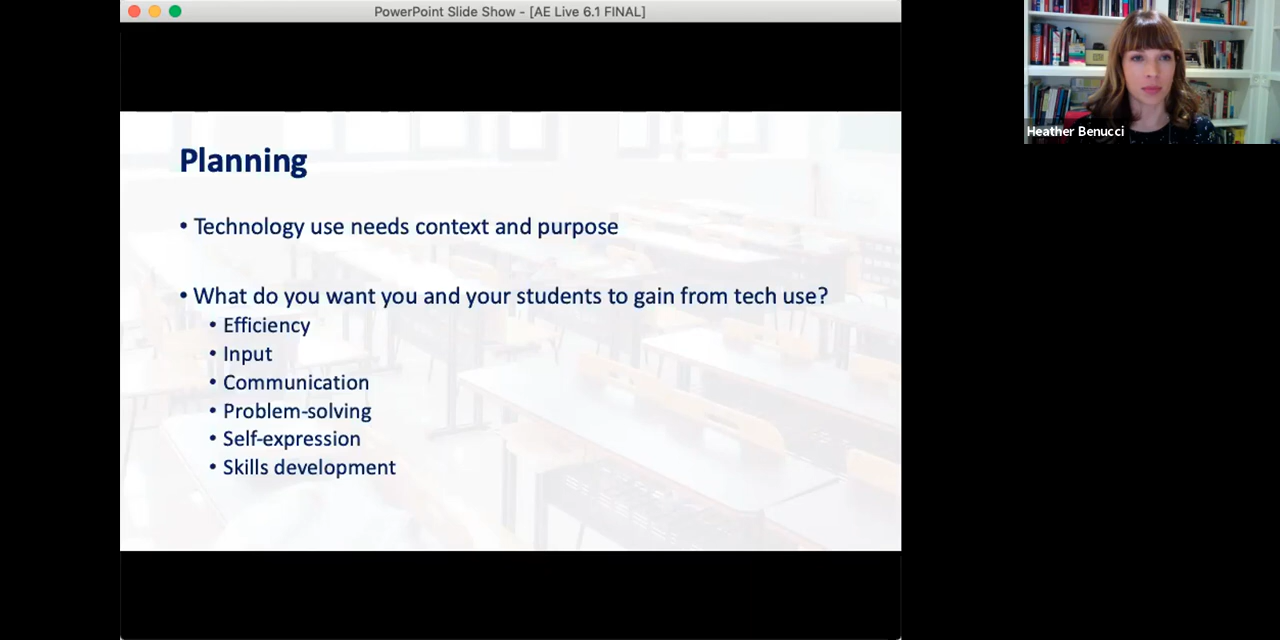 PowerPoint Slide Show - [AE Live 6.1 FINAL]
Heather Benucci
Planning
• Technology use needs context and purpose
• What do you want you and your students to gain from tech use?
• Efficiency
• Input
• Communication
• Problem-solving
• Self-expression
• Skills development